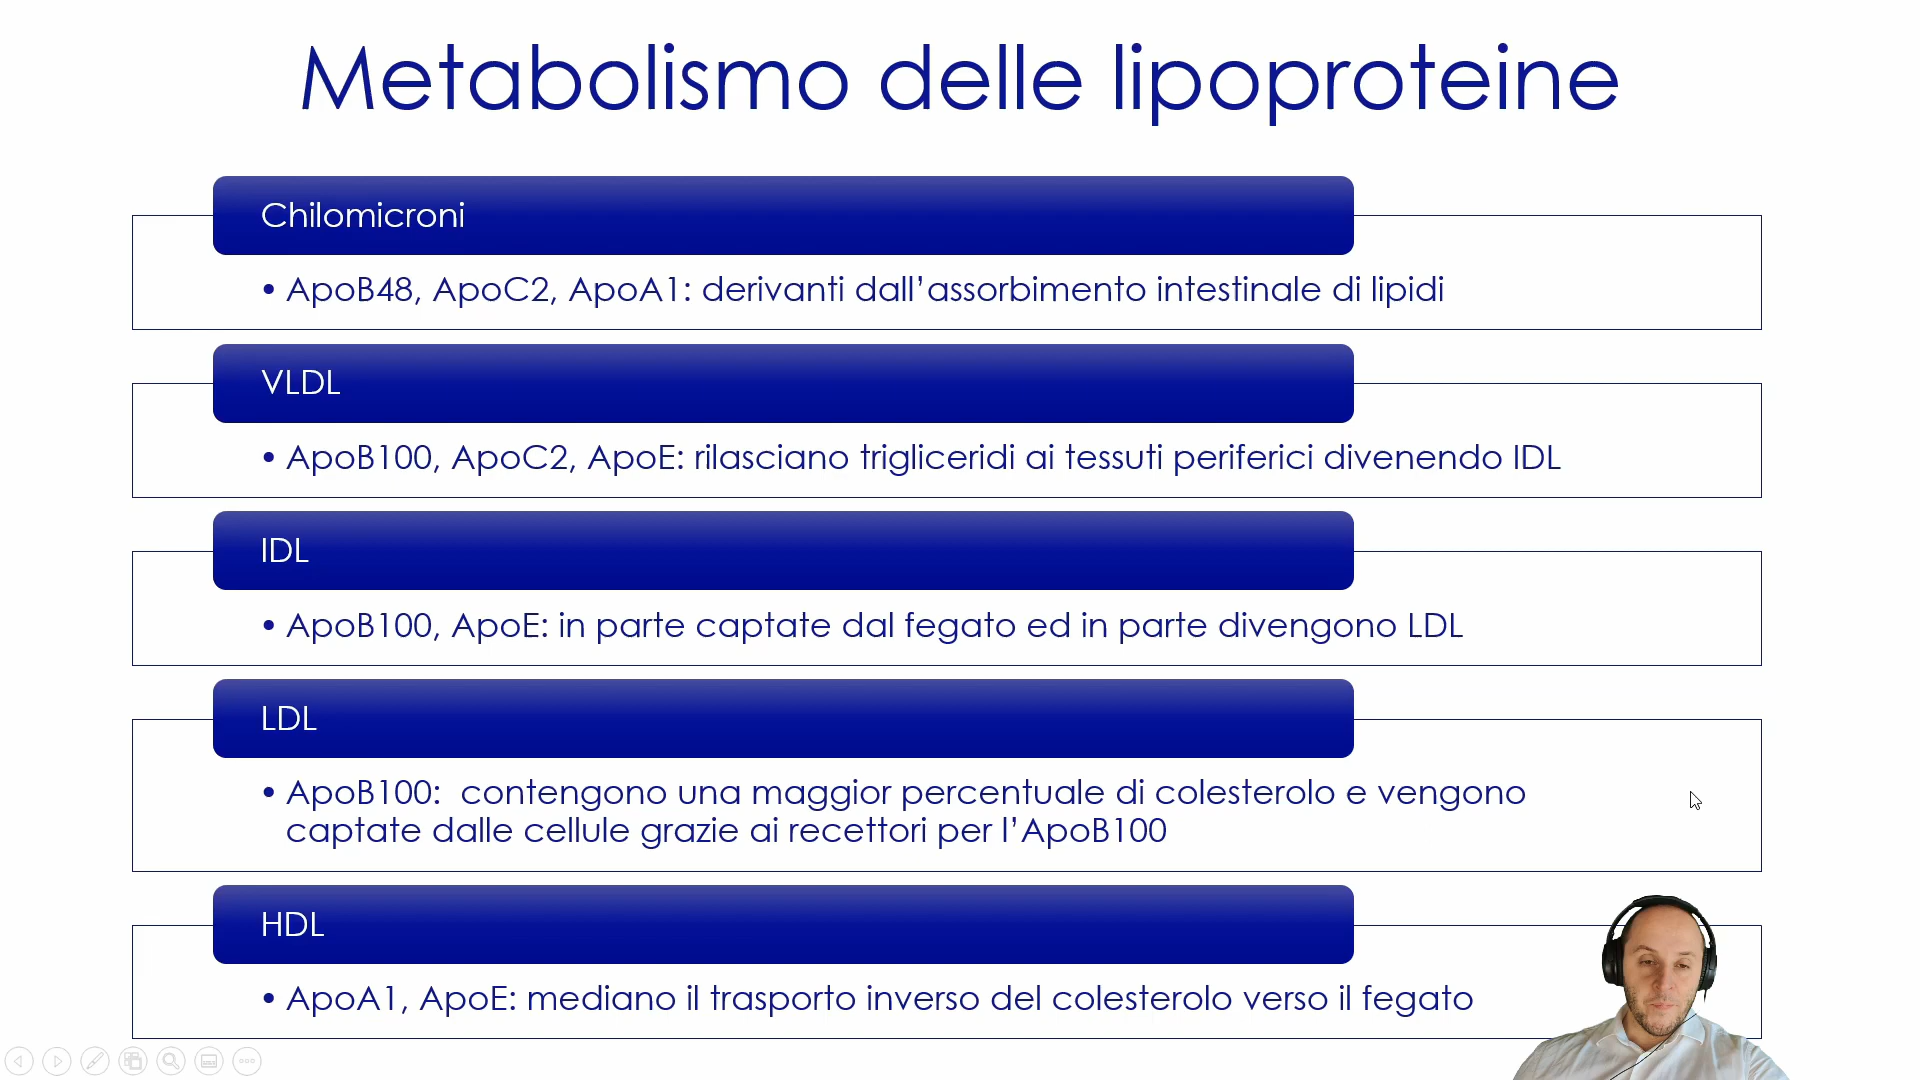 Metabolismo delle lipoproteine
Chilomicroni
• ApoB48, ApoC2, ApoA1: derivanti dall’assorbimento intestinale di lipidi
VLDL
• ApoB100, ApoC2, ApoE: rilasciano trigliceridi ai tessuti periferici divenendo IDL
IDL
• ApoB100, ApoE: in parte captate dal fegato ed in parte divengono LDL
LDL
• ApoB100:  contengono una maggior percentuale di colesterolo e vengono
captate dalle cellule grazie ai recettori per l’ApoB100
HDL
• ApoA1, ApoE: mediano il trasporto inverso del colesterolo verso il fegato